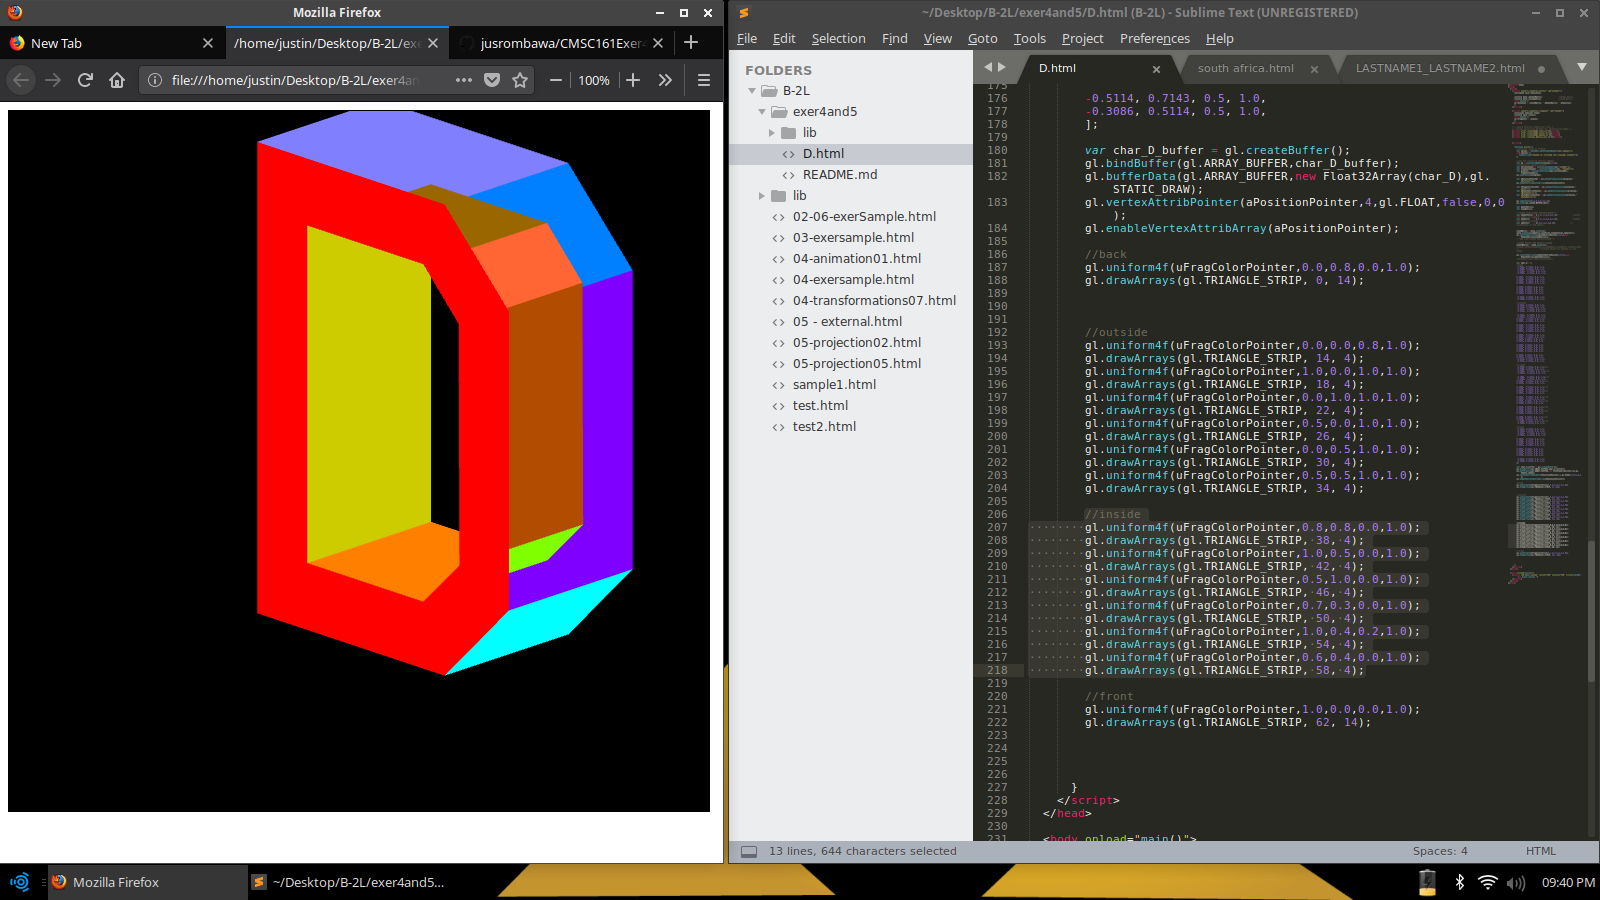 Mozilla Firefox
New Tab
/home/justin/Desktop/B-2L/exe
jusrombawa/CMSC161Exer4
file:///home/justin/Desktop/B-2L/exer4an
100%
~/Desktop/B-2L/exer4and5/D.html (B-2L) - Sublime Text (UNREGISTERED)
File Edit Selection Find View Goto Tools Project Preferences Help
FOLDERS
B-2L
exer4and5
lib
D.html
README.md
lib
02-06-exerSample.html
03-exersample.html
04-animation01.html
04-exersample.html
04-transformations07.html
05 - external.html
05-projection02.html
05-projection05.html
sample1.html
test.html
test2.html
D.html
south africa.html
LASTNAME1_LASTNAME2.html
175
176 -0.5114, 0.7143, 0.5, 1.0,
177 -0.3086, 0.5114, 0.5, 1.0,
178 ];
179
180 var char_D_buffer = gl.createBuffer();
181 gl.bindBuffer(gl.ARRAY_BUFFER,char_D_buffer);
182 gl.bufferData(gl.ARRAY_BUFFER,new Float32Array(char_D),gl.
STATIC_DRAW);
183 gl.vertexAttribPointer(aPositionPointer,4,gl.FLOAT,false,0,0
);
184 gl.enableVertexAttribArray(aPositionPointer);
185
186 //back
187 gl.uniform4f(uFragColorPointer,0.0,0.8,0.0,1.0);
188 gl.drawArrays(gl.TRIANGLE_STRIP, 0, 14);
189
190
191
192 //outside
193 gl.uniform4f(uFragColorPointer,0.0,0.0,0.8,1.0);
194 gl.drawArrays(gl.TRIANGLE_STRIP, 14, 4);
195 gl.uniform4f(uFragColorPointer,1.0,0.0,1.0,1.0);
196 gl.drawArrays(gl.TRIANGLE_STRIP, 18, 4);
197 gl.uniform4f(uFragColorPointer,0.0,1.0,1.0,1.0);
198 gl.drawArrays(gl.TRIANGLE_STRIP, 22, 4);
199 gl.uniform4f(uFragColorPointer,0.5,0.0,1.0,1.0);
200 gl.drawArrays(gl.TRIANGLE_STRIP, 26, 4);
201 gl.uniform4f(uFragColorPointer,0.0,0.5,1.0,1.0);
202 gl.drawArrays(gl.TRIANGLE_STRIP, 30, 4);
203 gl.uniform4f(uFragColorPointer,0.5,0.5,1.0,1.0);
204 gl.drawArrays(gl.TRIANGLE_STRIP, 34, 4);
205
206 //inside
207 gl.uniform4f(uFragColorPointer,0.8,0.8,0.0,1.0);
208 gl.drawArrays(gl.TRIANGLE_STRIP, 38, 4);
209 gl.uniform4f(uFragColorPointer,1.0,0.5,0.0,1.0);
210 gl.drawArrays(gl.TRIANGLE_STRIP, 42, 4);
211 gl.uniform4f(uFragColorPointer,0.5,1.0,0.0,1.0);
212 gl.drawArrays(gl.TRIANGLE_STRIP, 46, 4);
213 gl.uniform4f(uFragColorPointer,0.7,0.3,0.0,1.0);
214 gl.drawArrays(gl.TRIANGLE_STRIP, 50, 4);
215 gl.uniform4f(uFragColorPointer,1.0,0.4,0.2,1.0);
216 gl.drawArrays(gl.TRIANGLE_STRIP, 54, 4);
217 gl.uniform4f(uFragColorPointer,0.6,0.4,0.0,1.0);
218 gl.drawArrays(gl.TRIANGLE_STRIP, 58, 4);
219
220 //front
221 gl.uniform4f(uFragColorPointer,1.0,0.0,0.0,1.0);
222 gl.drawArrays(gl.TRIANGLE_STRIP, 62, 14);
223
224
225
226
227 }
228 </script>
229 </head>
230
231 <body onload="main()">
13 lines, 644 characters selected
Spaces: 4
HTML
Mozilla Firefox
~/Desktop/B-2L/exer4and5...
09:40 PM